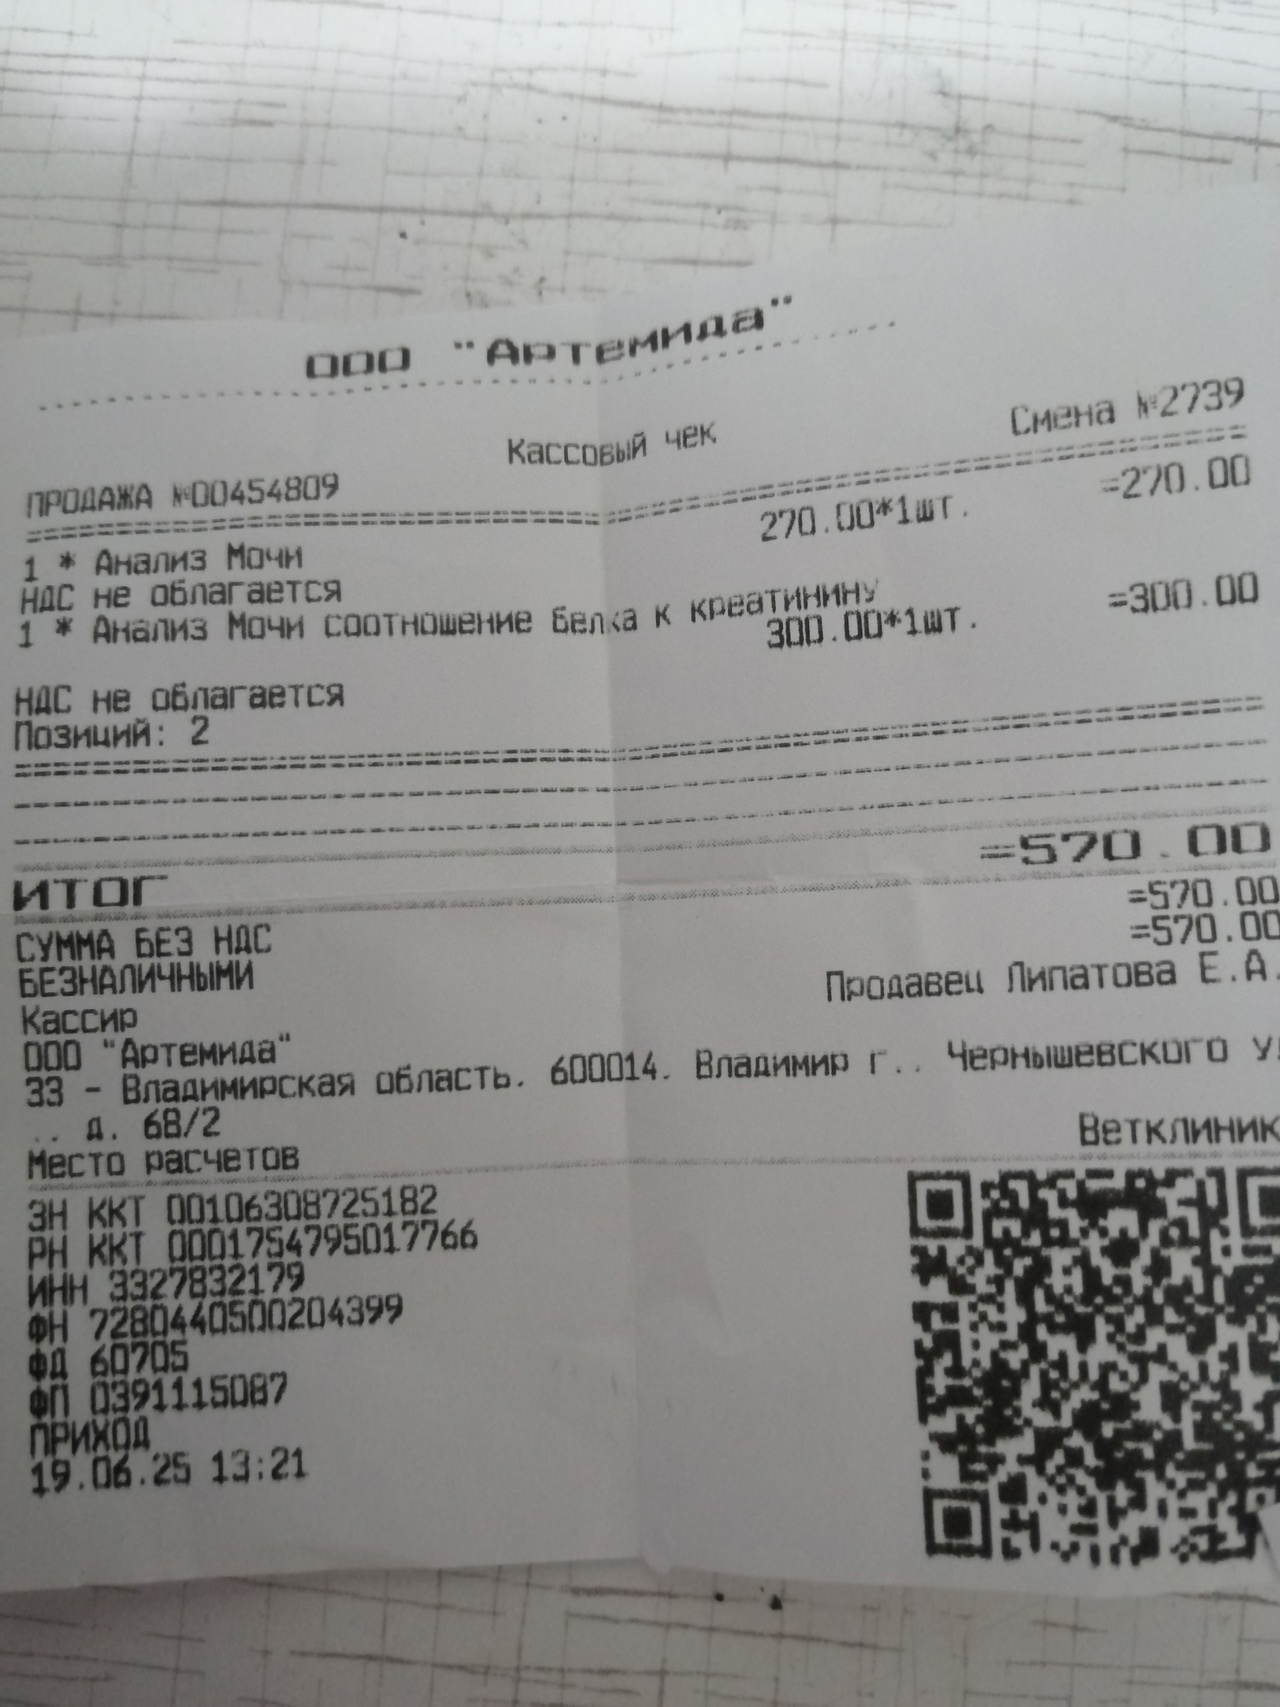 ООО "Артемида"
Кассовый чек
Смена №2739
ПРОДАЖА №00454809
1 * Анализ Мочи
270.00*1шт. =270.00
НДС не облагается
1 * Анализ Мочи соотношение белка к креатинину
300.00*1шт. =300.00
НДС не облагается
Позиций: 2
ИТОГ =570.00
СУММА БЕЗ НДС =570.00
БЕЗНАЛИЧНЫМИ =570.00
Кассир Продавец Липатова Е.А.
ООО "Артемида"
33 - Владимирская область. 600014. Владимир г.. Чернышевского ул
.. д. 68/2
Место расчетов Ветклиник
ЗН ККТ 00106308725182
РН ККТ 0001754795017766
ИНН 3327832179
ФН 7280440500204399
ФД 60705
ФП 0391115087
ПРИХОД
19.06.25 13:21